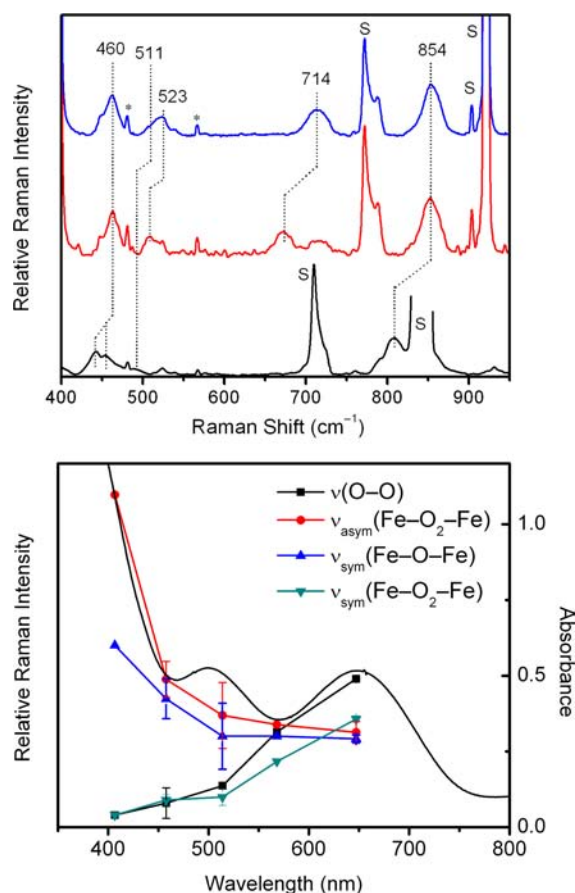 460
511
523
714
854
S
S
S
S
*
*
Relative Raman Intensity
400 500 600 700 800 900
Raman Shift (cm⁻¹)
ν(O–O)
ν_asym(Fe–O₂–Fe)
ν_sym(Fe–O–Fe)
ν_sym(Fe–O₂–Fe)
Relative Raman Intensity
1.0
0.5
0.0
Absorbance
400 500 600 700 800
Wavelength (nm)